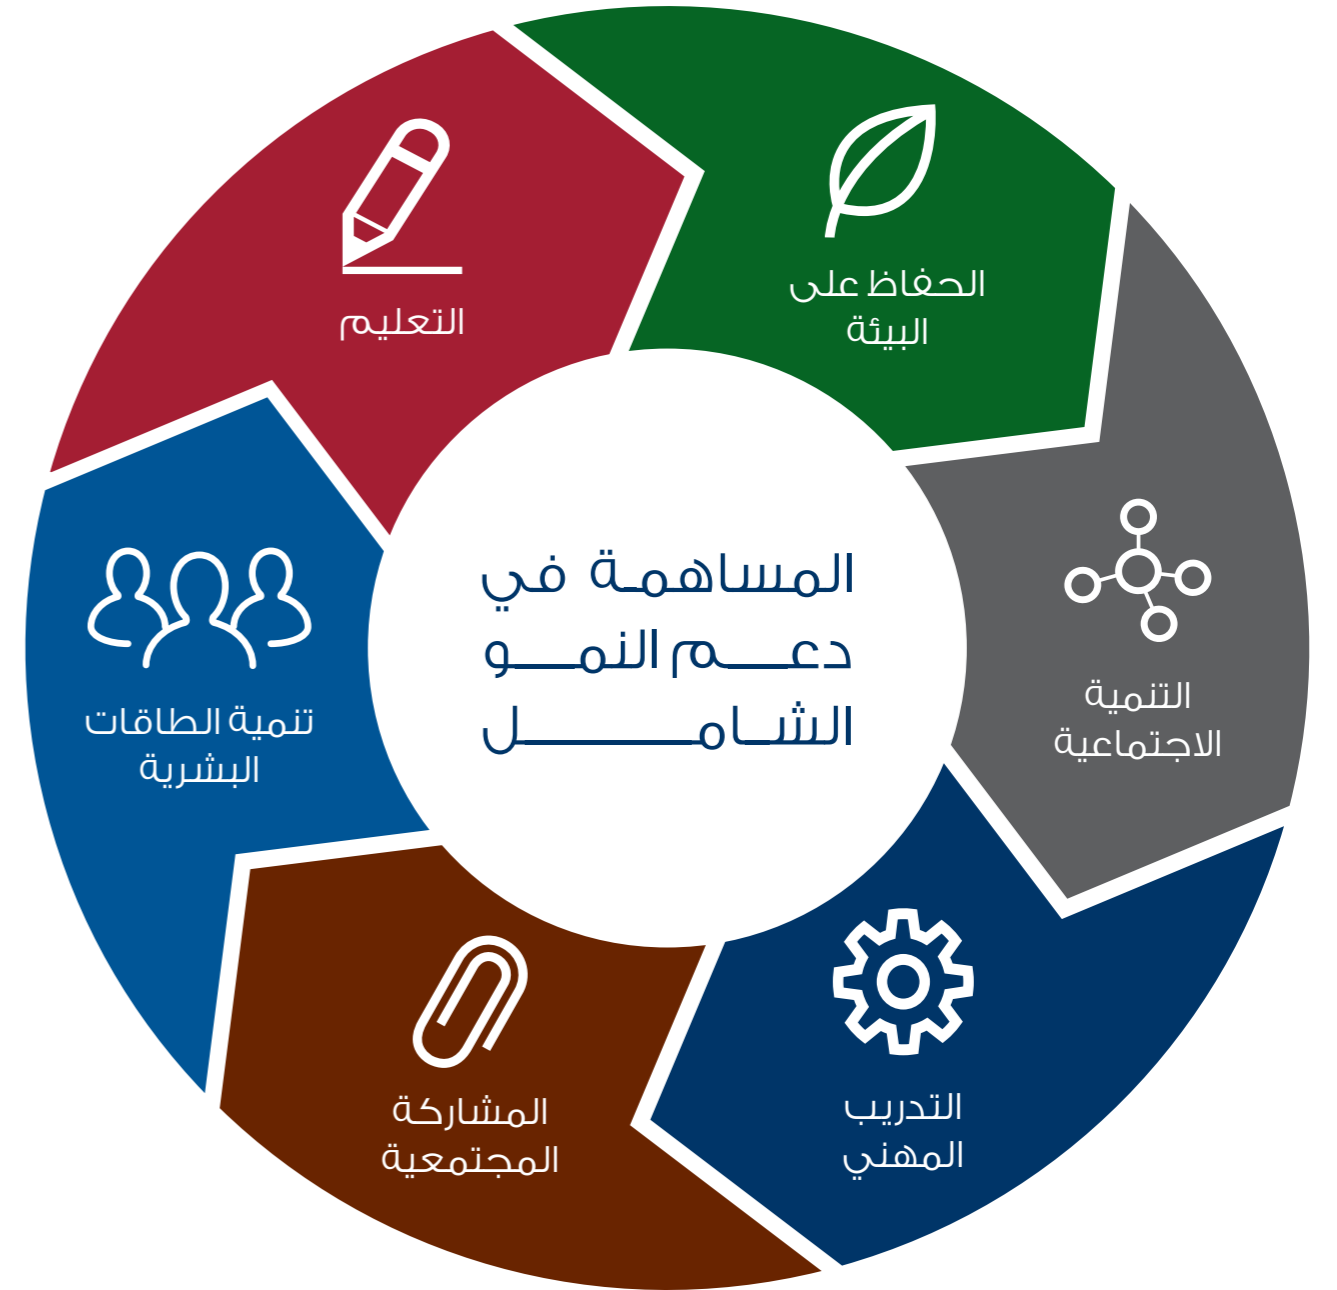 المساهمة في
دعم النمو
الشامل
الحفاظ على
البيئة
التنمية
الاجتماعية
التدريب
المهني
المشاركة
المجتمعية
تنمية الطاقات
البشرية
التعليم